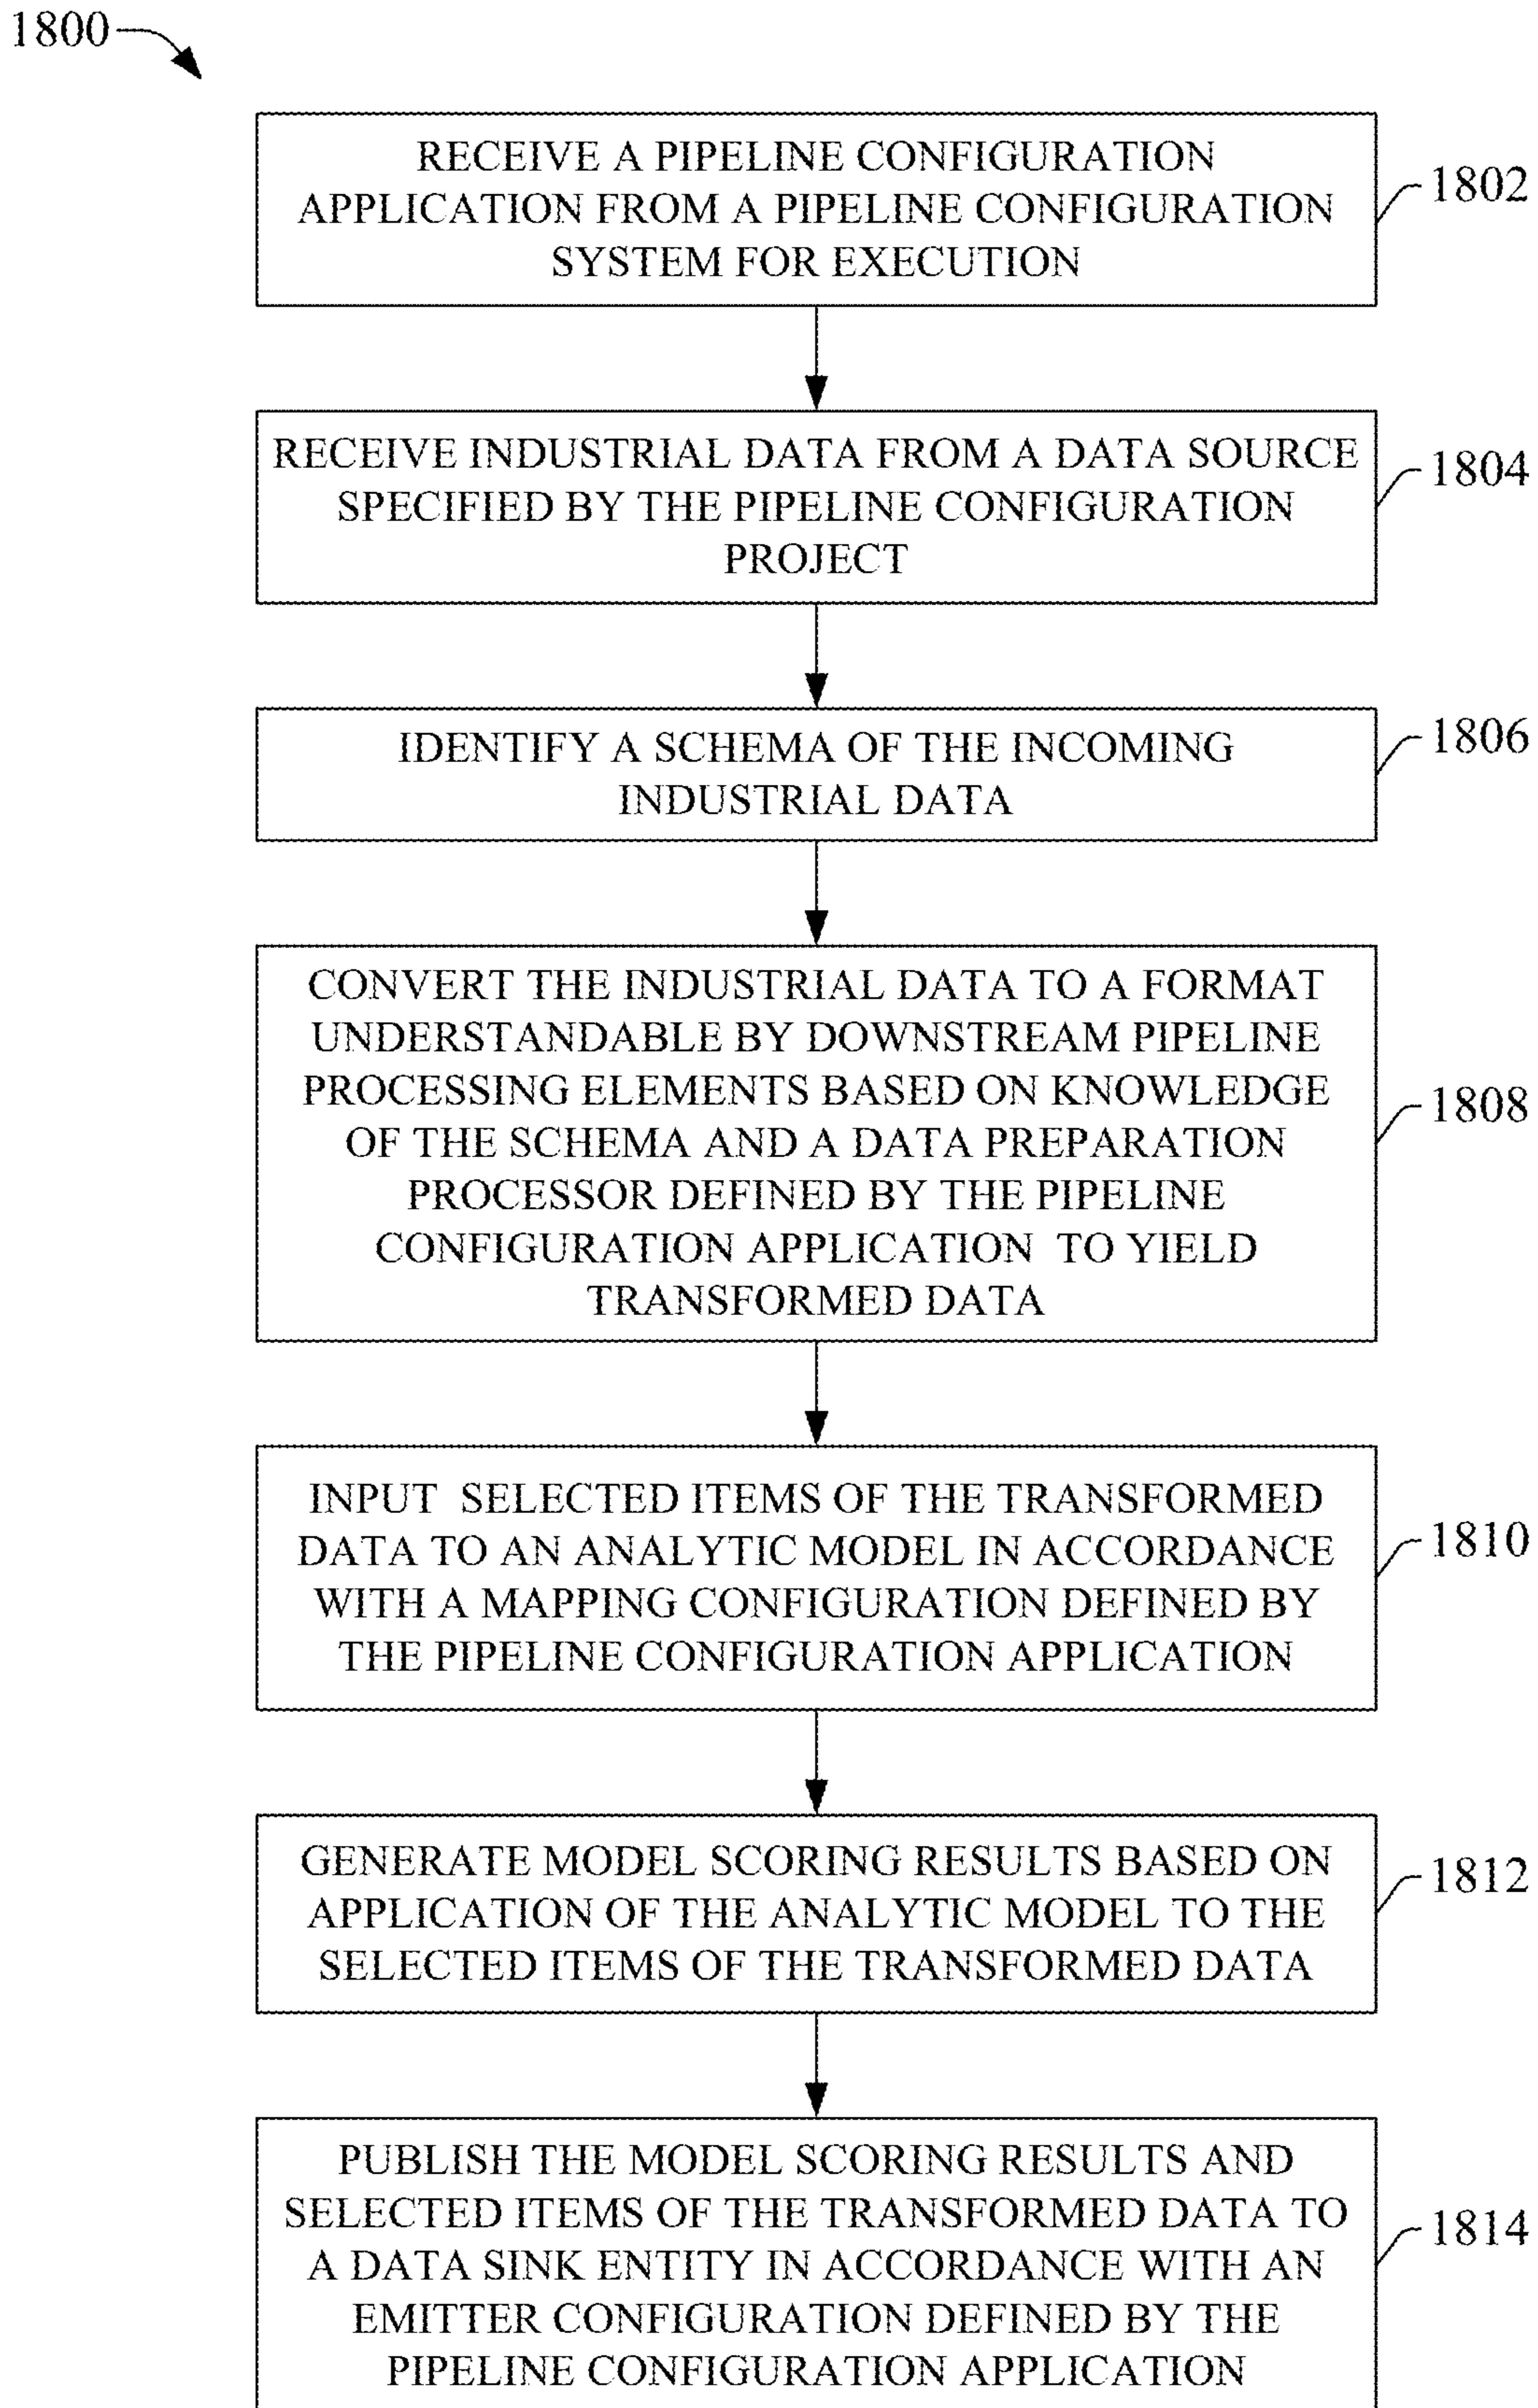 1800
RECEIVE A PIPELINE CONFIGURATION
APPLICATION FROM A PIPELINE CONFIGURATION
SYSTEM FOR EXECUTION
1802
RECEIVE INDUSTRIAL DATA FROM A DATA SOURCE
SPECIFIED BY THE PIPELINE CONFIGURATION
PROJECT
1804
IDENTIFY A SCHEMA OF THE INCOMING
INDUSTRIAL DATA
1806
CONVERT THE INDUSTRIAL DATA TO A FORMAT
UNDERSTANDABLE BY DOWNSTREAM PIPELINE
PROCESSING ELEMENTS BASED ON KNOWLEDGE
OF THE SCHEMA AND A DATA PREPARATION
PROCESSOR DEFINED BY THE PIPELINE
CONFIGURATION APPLICATION TO YIELD
TRANSFORMED DATA
1808
INPUT SELECTED ITEMS OF THE TRANSFORMED
DATA TO AN ANALYTIC MODEL IN ACCORDANCE
WITH A MAPPING CONFIGURATION DEFINED BY
THE PIPELINE CONFIGURATION APPLICATION
1810
GENERATE MODEL SCORING RESULTS BASED ON
APPLICATION OF THE ANALYTIC MODEL TO THE
SELECTED ITEMS OF THE TRANSFORMED DATA
1812
PUBLISH THE MODEL SCORING RESULTS AND
SELECTED ITEMS OF THE TRANSFORMED DATA TO
A DATA SINK ENTITY IN ACCORDANCE WITH AN
EMITTER CONFIGURATION DEFINED BY THE
PIPELINE CONFIGURATION APPLICATION
1814